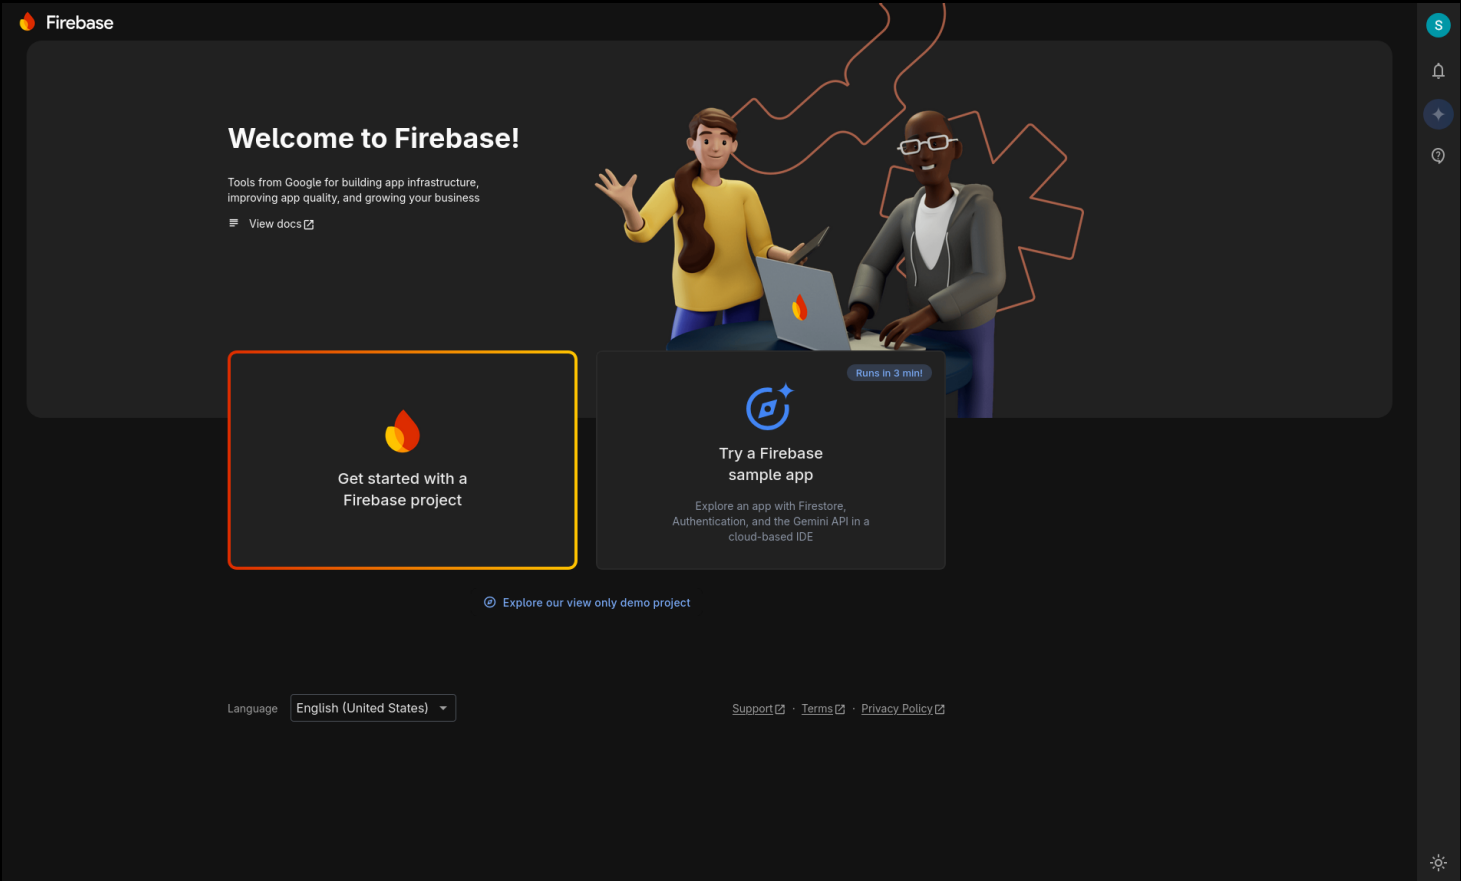 Firebase
S
Welcome to Firebase!
Tools from Google for building app infrastructure,
improving app quality, and growing your business
View docs
Get started with a
Firebase project
Runs in 3 min!
Try a Firebase
sample app
Explore an app with Firestore,
Authentication, and the Gemini API in a
cloud-based IDE
Explore our view only demo project
Language English (United States)
Support · Terms · Privacy Policy